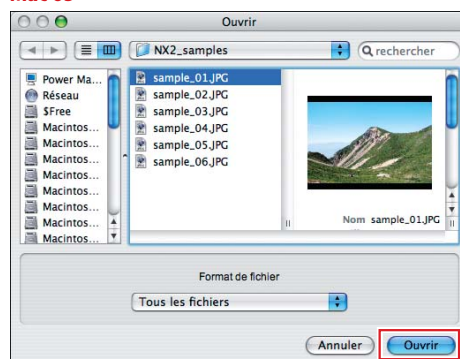 Ouvrir
NX2_samples
rechercher
Power Ma...
Réseau
$Free
Macintos...
Macintos...
Macintos...
Macintos...
Macintos...
Macintos...
Macintos...
sample_01.JPG
sample_02.JPG
sample_03.JPG
sample_04.JPG
sample_05.JPG
sample_06.JPG
Nom sample_01.JPG
Format de fichier
Tous les fichiers
Annuler
Ouvrir